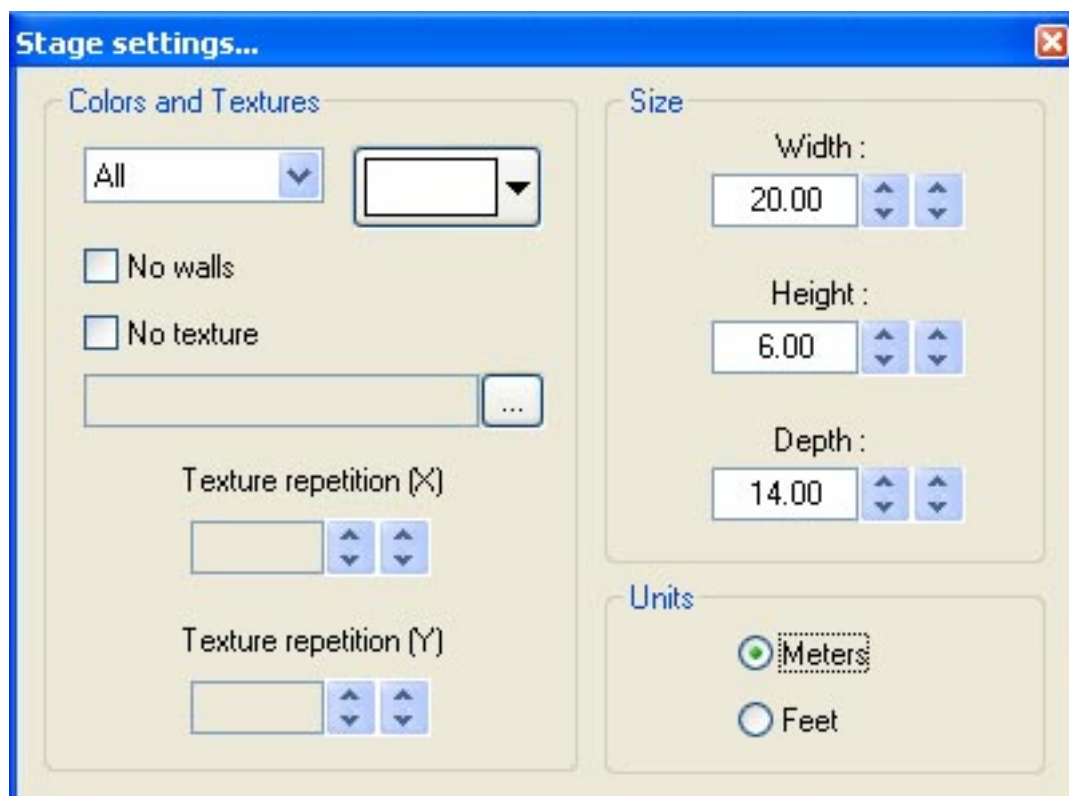 Stage settings...
Colors and Textures
All
No walls
No texture
...
Texture repetition (X)
Texture repetition (Y)
Size
Width :
20.00
Height :
6.00
Depth :
14.00
Units
Meters
Feet